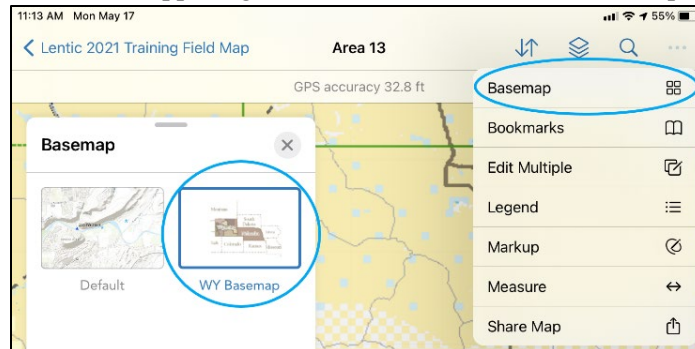 11:13 AM Mon May 17
55%
Lentic 2021 Training Field Map
Area 13
GPS accuracy 32.8 ft
Basemap
Bookmarks
Edit Multiple
Legend
Markup
Measure
Share Map
Basemap
Default
WY Basemap